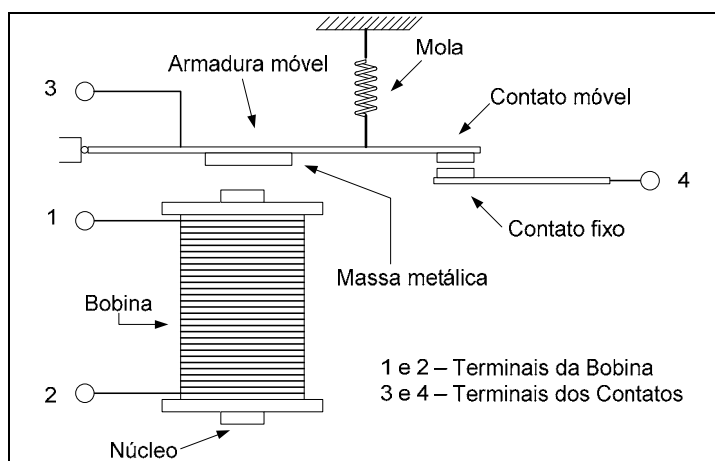 Mola
Armadura móvel
3
Contato móvel
4
1
Contato fixo
Massa metálica
Bobina
1 e 2 – Terminais da Bobina
2
3 e 4 – Terminais dos Contatos
Núcleo